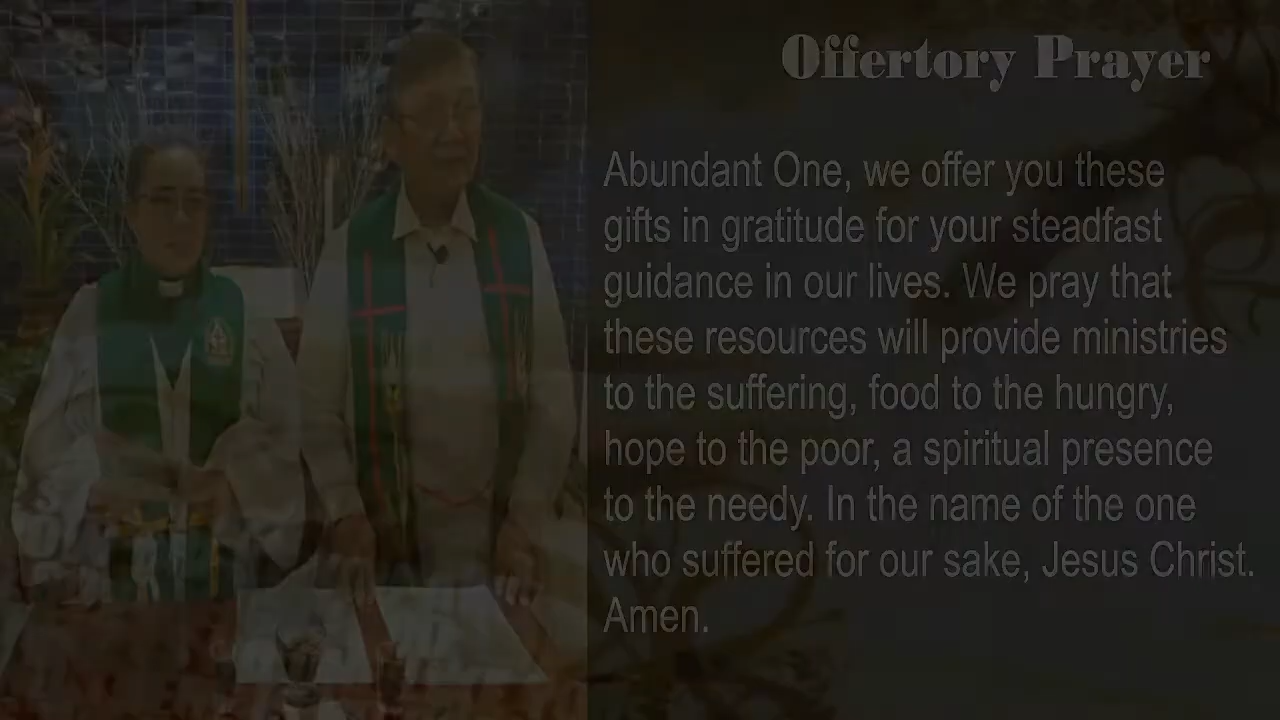 Offertory Prayer
Abundant One, we offer you these
gifts in gratitude for your steadfast
guidance in our lives. We pray that
these resources will provide ministries
to the suffering, food to the hungry,
hope to the poor, a spiritual presence
to the needy. In the name of the one
who suffered for our sake, Jesus Christ.
Amen.